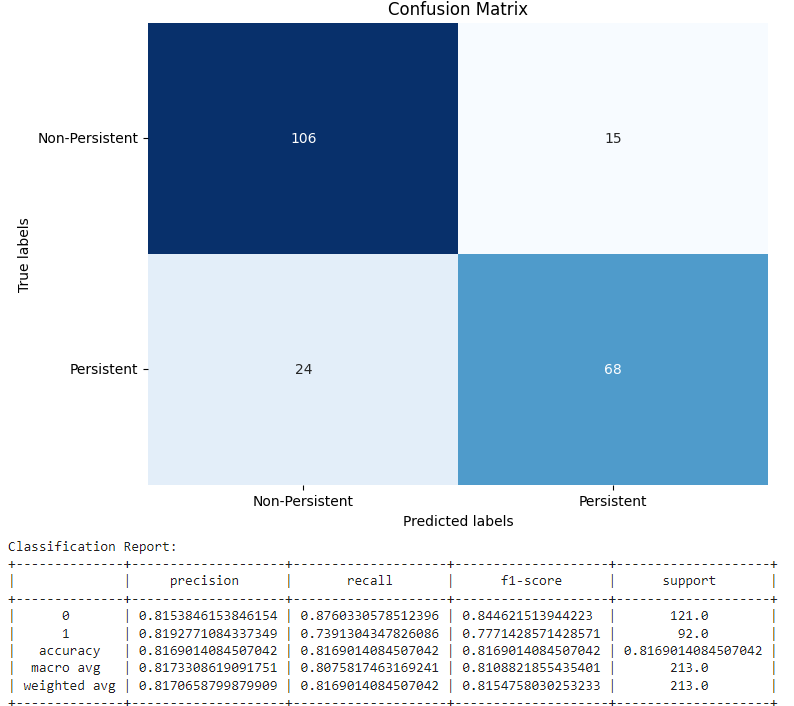 Confusion Matrix
Non-Persistent
106
15
True labels
Persistent
24
68
Non-Persistent
Persistent
Predicted labels
Classification Report:
+--------------+--------------------+--------------------+--------------------+--------------------+
|              |     precision      |       recall       |      f1-score      |      support       |
+--------------+--------------------+--------------------+--------------------+--------------------+
|      0       | 0.8153846153846154 | 0.8760330578512396 | 0.844621513944223  |       121.0        |
|      1       | 0.8192771084337349 | 0.7391304347826086 | 0.7771428571428571 |        92.0        |
|   accuracy   | 0.8169014084507042 | 0.8169014084507042 | 0.8169014084507042 | 0.8169014084507042 |
|  macro avg   | 0.8173308619091751 | 0.8075817463169241 | 0.8108821855435401 |       213.0        |
| weighted avg | 0.8170658799879909 | 0.8169014084507042 | 0.8154758030253233 |       213.0        |
+--------------+--------------------+--------------------+--------------------+--------------------+